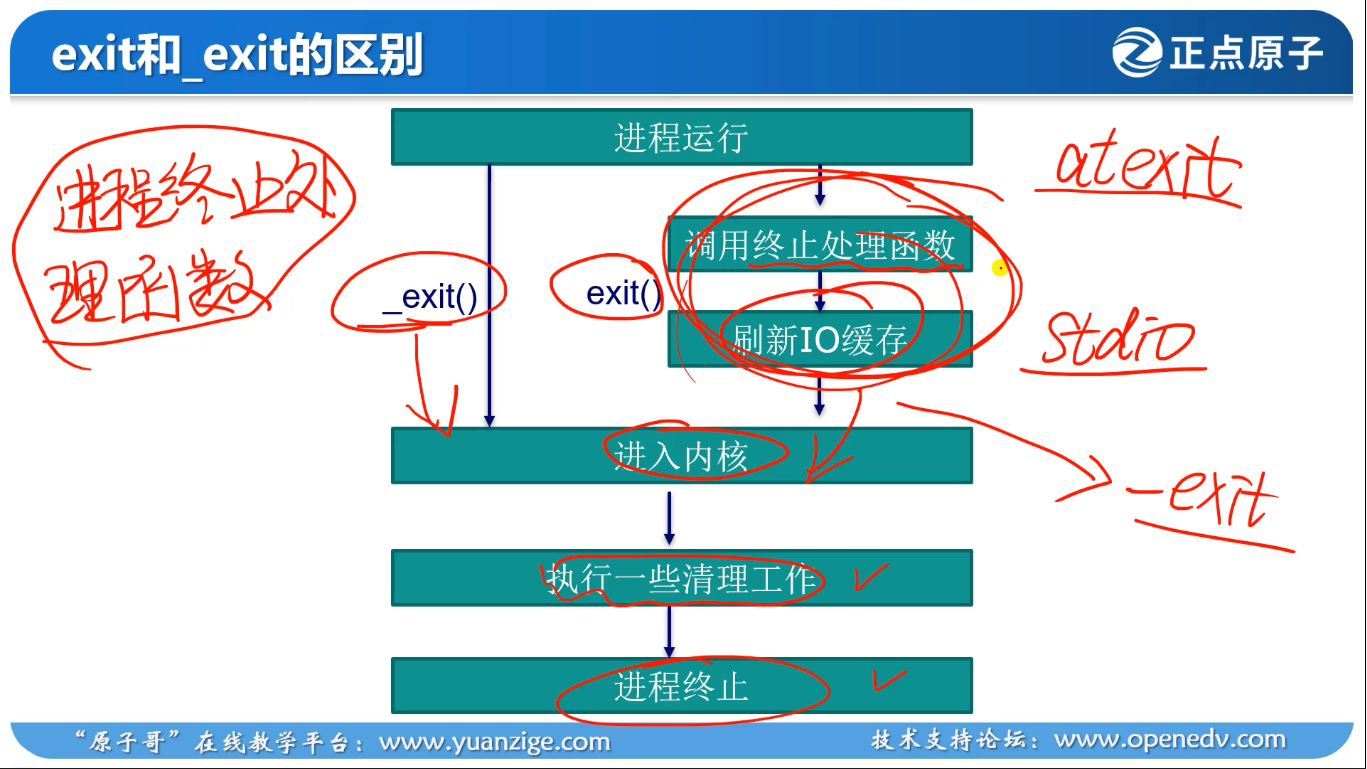 exit和_exit的区别
正点原子
进程运行
atexit
进程终止处
理函数
调用终止处理函数
_exit()
exit()
刷新IO缓存
stdio
进入内核
_exit
执行一些清理工作
进程终止
“原子哥”在线教学平台：www.yuanzige.com
技术支持论坛：www.openedv.com